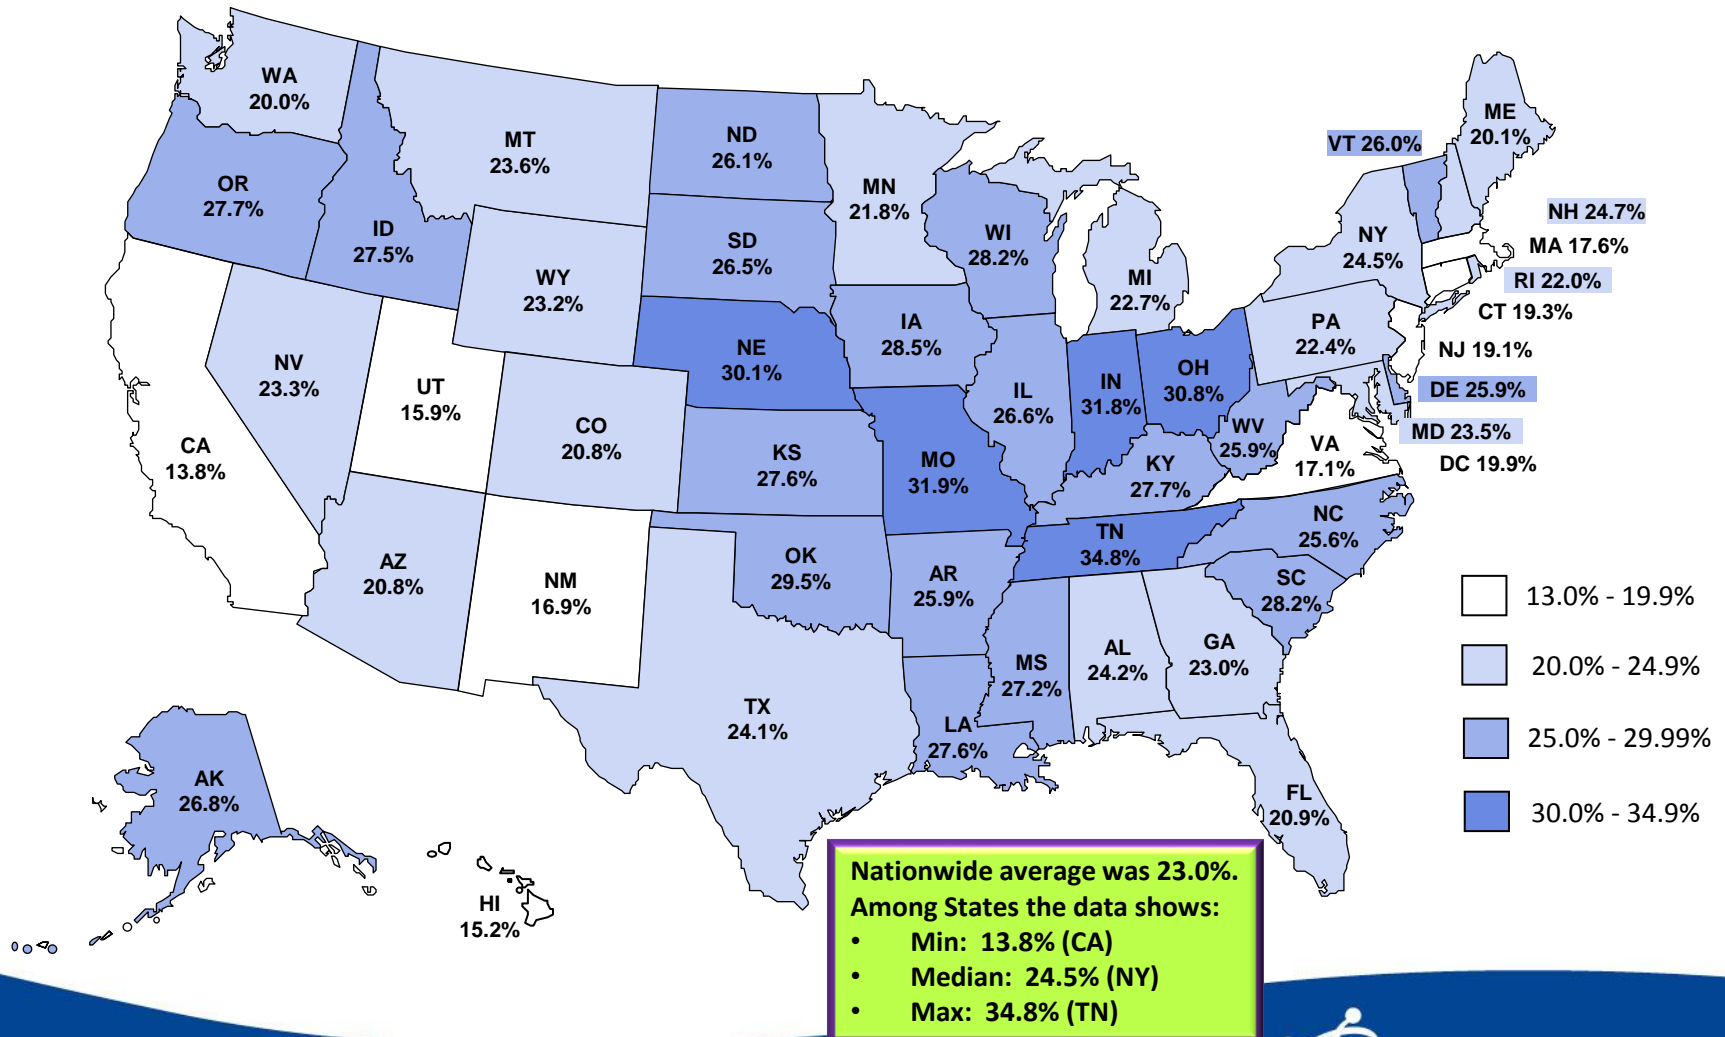 WA
20.0%
MT
23.6%
ND
26.1%
MN
21.8%
VT 26.0%
ME
20.1%
OR
27.7%
ID
27.5%
WY
23.2%
SD
26.5%
WI
28.2%
MI
22.7%
NY
24.5%
NH 24.7%
MA 17.6%
RI 22.0%
CT 19.3%
NJ 19.1%
DE 25.9%
MD 23.5%
DC 19.9%
NV
23.3%
UT
15.9%
CO
20.8%
NE
30.1%
IA
28.5%
IL
26.6%
IN
31.8%
OH
30.8%
PA
22.4%
CA
13.8%
KS
27.6%
MO
31.9%
KY
27.7%
WV
25.9%
VA
17.1%
AZ
20.8%
NM
16.9%
OK
29.5%
AR
25.9%
TN
34.8%
NC
25.6%
SC
28.2%
TX
24.1%
LA
27.6%
MS
27.2%
AL
24.2%
GA
23.0%
FL
20.9%
AK
26.8%
HI
15.2%
13.0% - 19.9%
20.0% - 24.9%
25.0% - 29.99%
30.0% - 34.9%
Nationwide average was 23.0%.
Among States the data shows:
• Min: 13.8% (CA)
• Median: 24.5% (NY)
• Max: 34.8% (TN)